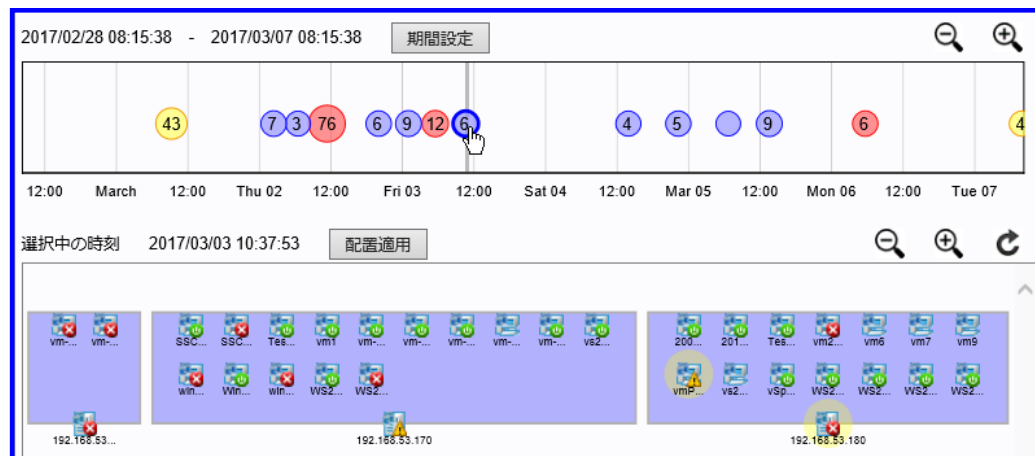 2017/02/28 08:15:38 - 2017/03/07 08:15:38 期間設定
43 7 3 76 6 9 12 6 4 5 9 6 4
12:00 March 12:00 Thu 02 12:00 Fri 03 12:00 Sat 04 12:00 Mar 05 12:00 Mon 06 12:00 Tue 07
選択中の時刻 2017/03/03 10:37:53 配置適用
vm-... vm-... SSC... SSC... Tes... vm1 vm-... vm-... vm-... vm-... vm-... vs2... 200... 201... Tes... vm2... vm6 vm7 vm9
win... Win... win... WS2... WS2... vmP... vs2... vSp... WS2... WS2... WS2... WS2...
192.168.53... 192.168.53.170 192.168.53.180